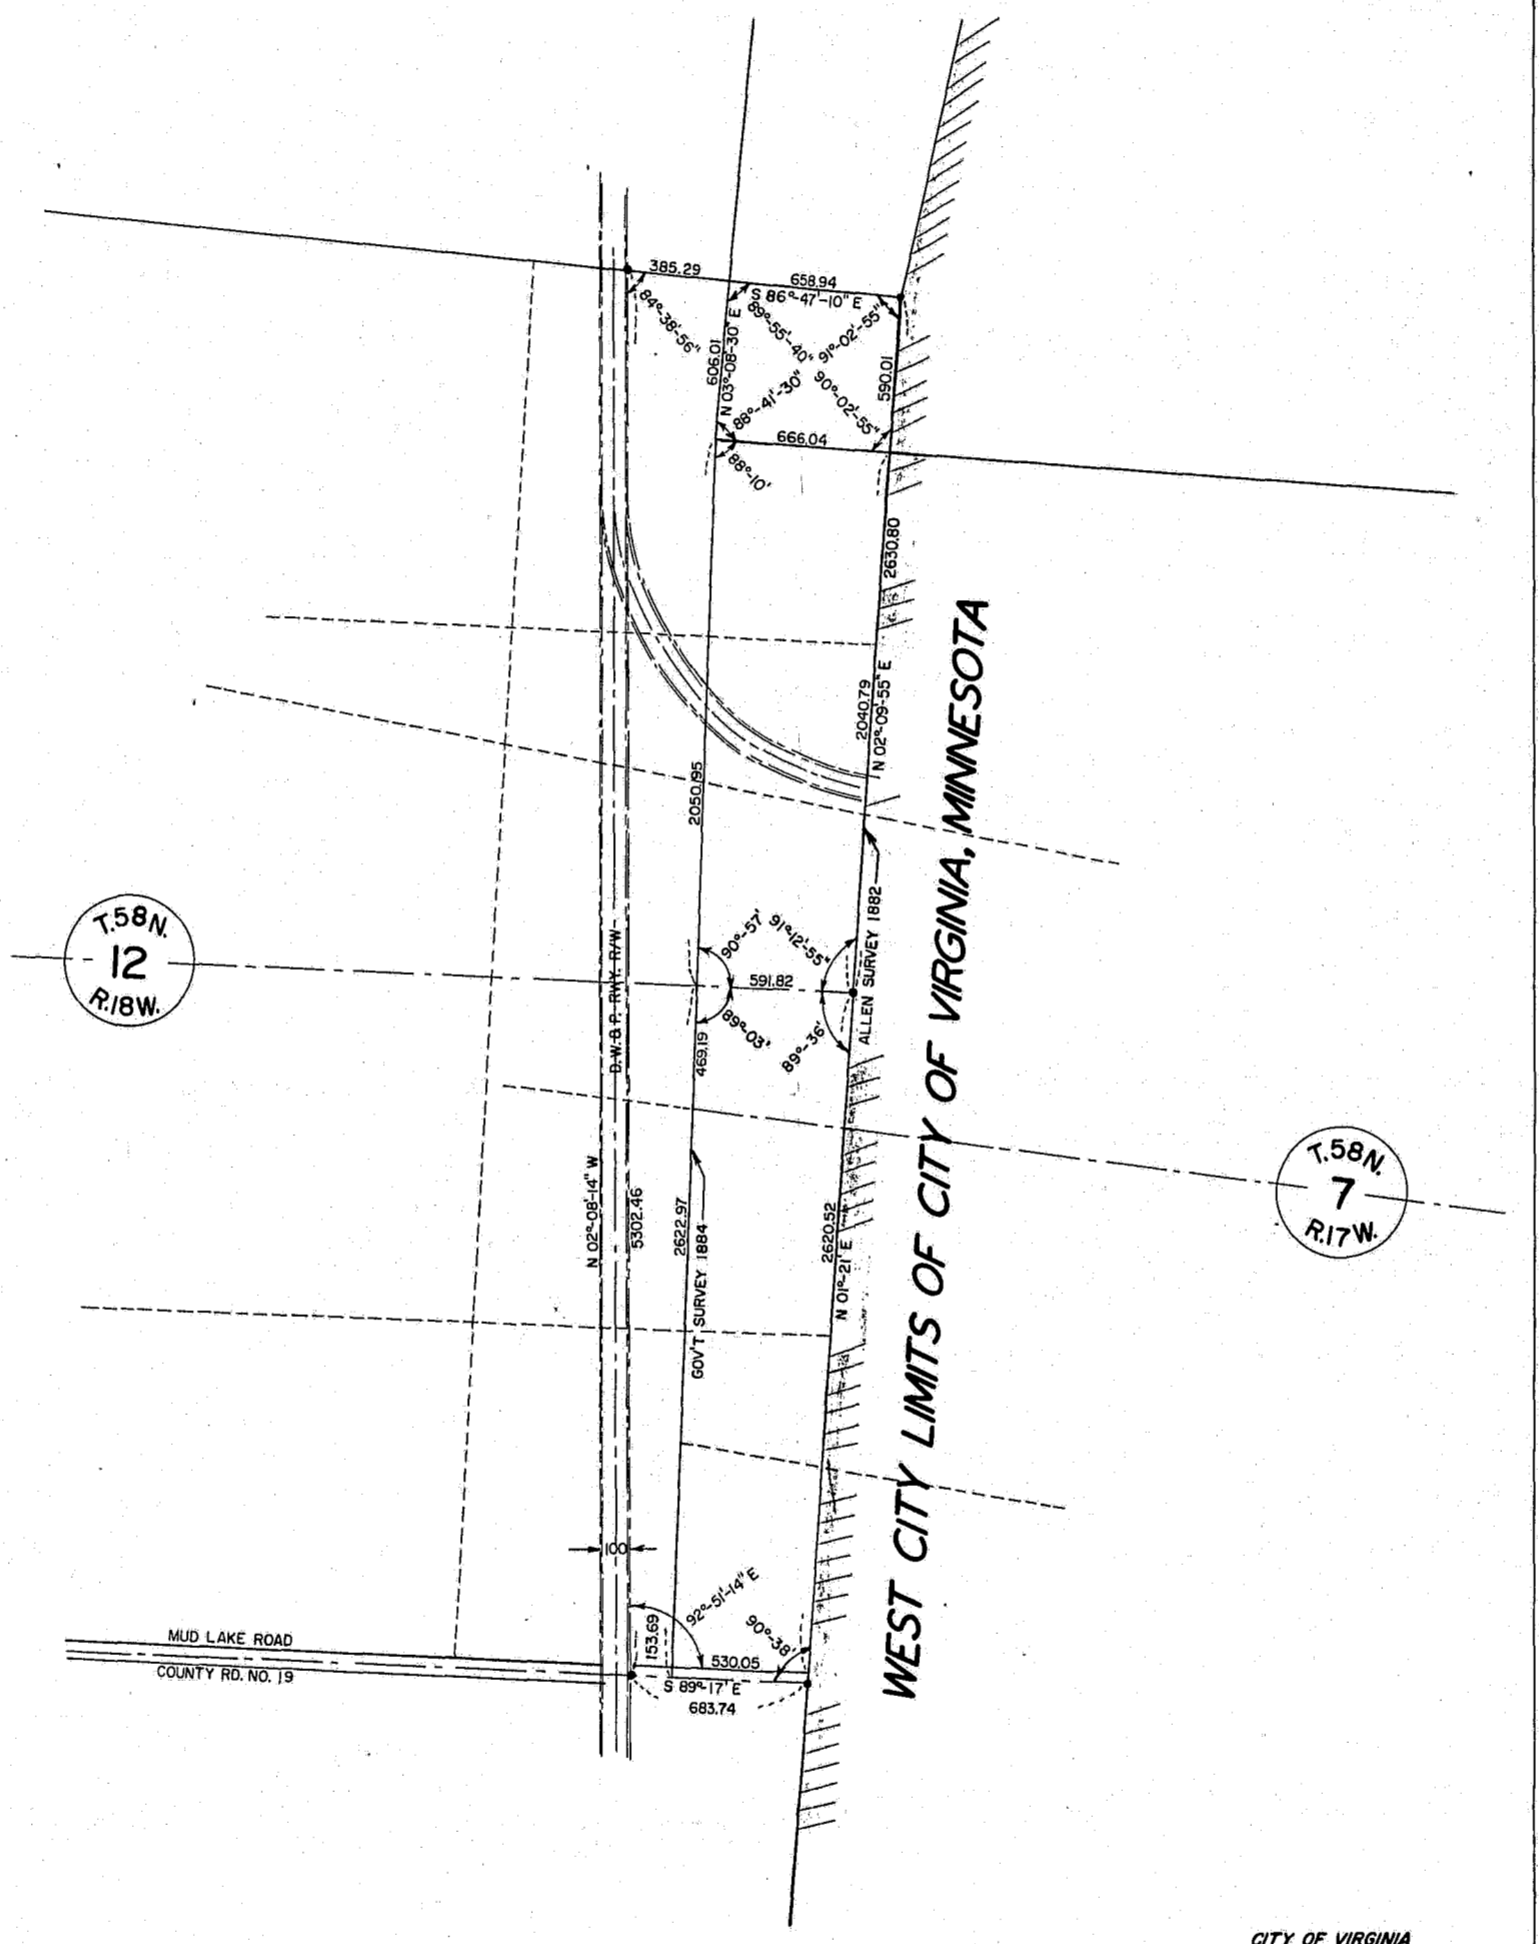 385.29
658.94
S 86°-47'-10" E
84°-38'-56"
89°-55'-40"
91°-02'-55"
606.01
N 03°-08'-30" E
590.01
88°-41'-30"
90°-02'-55"
666.04
88°-10'
2630.80
2040.79
N 02°-09'-55" E
2050.95
WEST CITY LIMITS OF CITY OF VIRGINIA, MINNESOTA
T.58N.
12
R.18W.
D.W.&P. RWY. R/W
90°-57'
91°-12'-55"
591.82
ALLEN SURVEY 1882
89°-03'
89°-36'
469.19
T.58N.
7
R.17W.
N 02°-08'-14" W
5302.46
2622.97
GOV'T SURVEY 1884
2620.52
N 01°-21' E
100
92°-51'-14" E
90°-38'
153.69
MUD LAKE ROAD
COUNTY RD. NO. 19
530.05
S 89°-17' E
683.74
CITY OF VIRGINIA